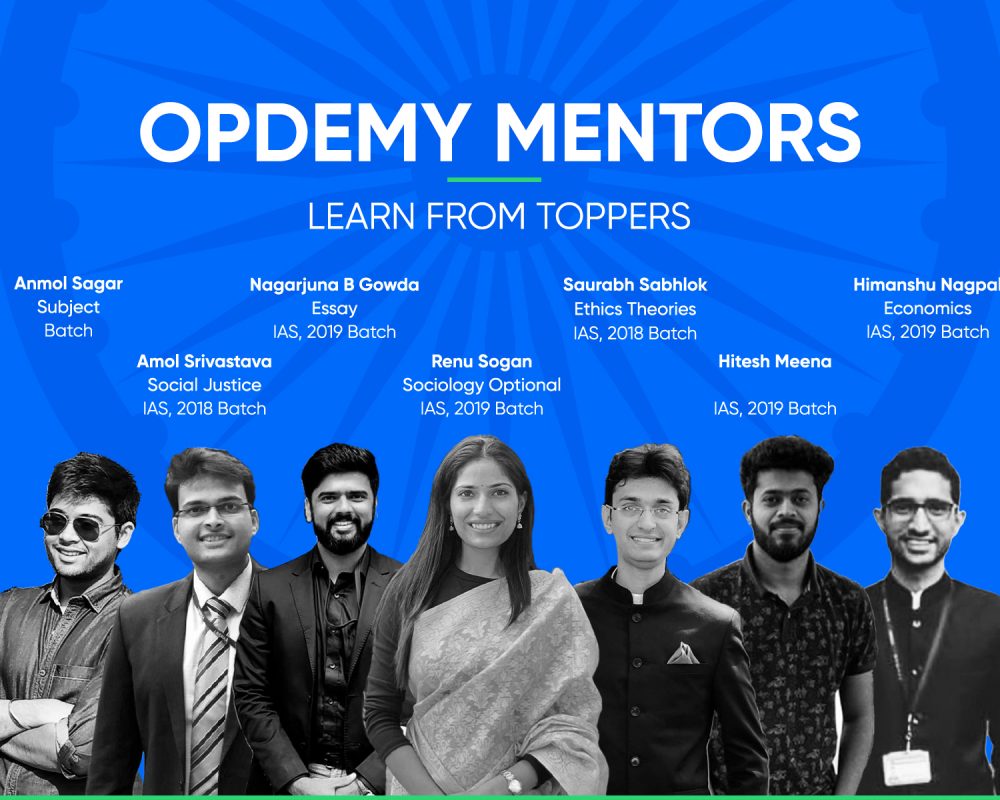 OPDEMY MENTORS
LEARN FROM TOPPERS
Anmol Sagar
Subject
Batch
Nagarjuna B Gowda
Essay
IAS, 2019 Batch
Saurabh Sabhlok
Ethics Theories
IAS, 2018 Batch
Himanshu Nagpal
Economics
IAS, 2019 Batch
Amol Srivastava
Social Justice
IAS, 2018 Batch
Renu Sogan
Sociology Optional
IAS, 2019 Batch
Hitesh Meena
IAS, 2019 Batch